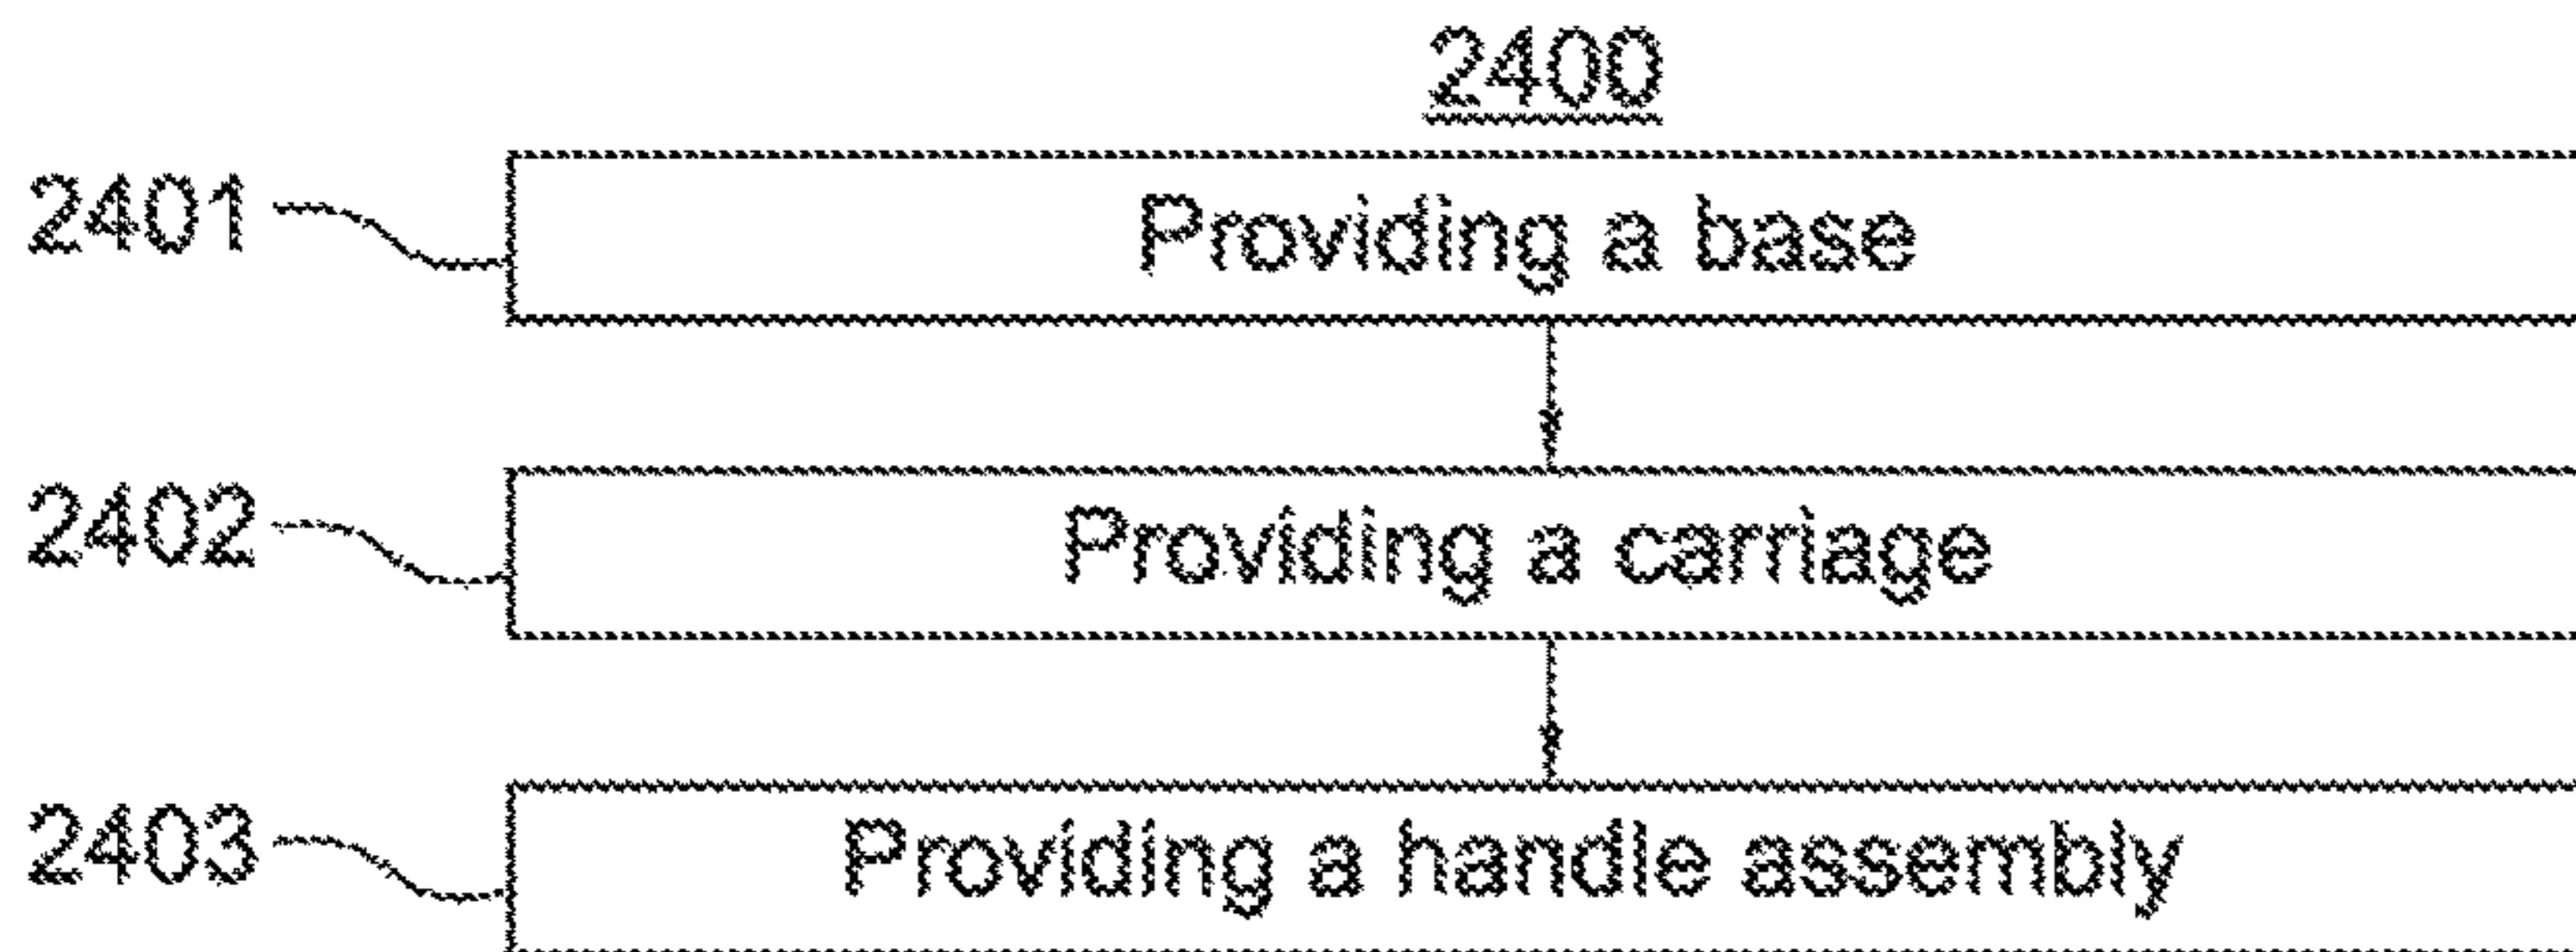 2400
2401 Providing a base
2402 Providing a carriage
2403 Providing a handle assembly